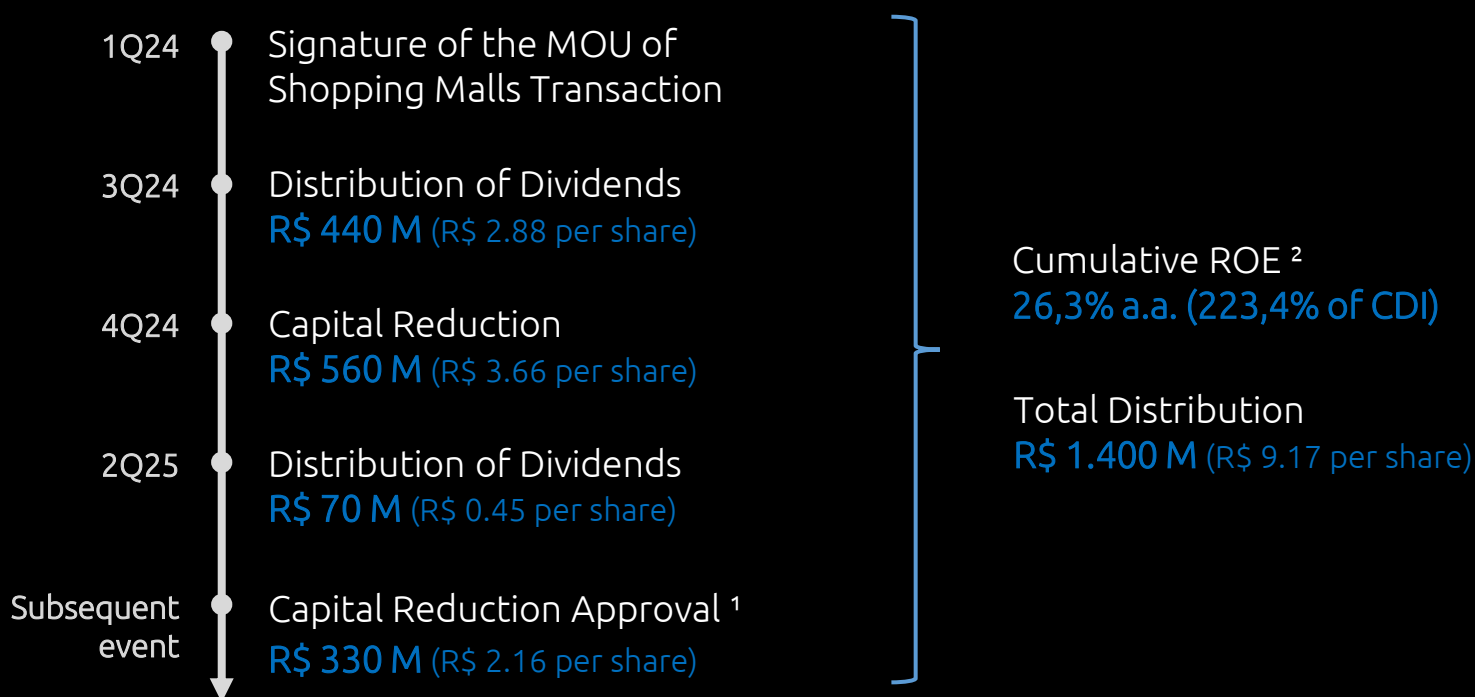 1Q24
Signature of the MOU of
Shopping Malls Transaction
3Q24
Distribution of Dividends
R$ 440 M (R$ 2.88 per share)
4Q24
Capital Reduction
R$ 560 M (R$ 3.66 per share)
2Q25
Distribution of Dividends
R$ 70 M (R$ 0.45 per share)
Subsequent
event
Capital Reduction Approval ¹
R$ 330 M (R$ 2.16 per share)
Cumulative ROE ²
26,3% a.a. (223,4% of CDI)
Total Distribution
R$ 1.400 M (R$ 9.17 per share)